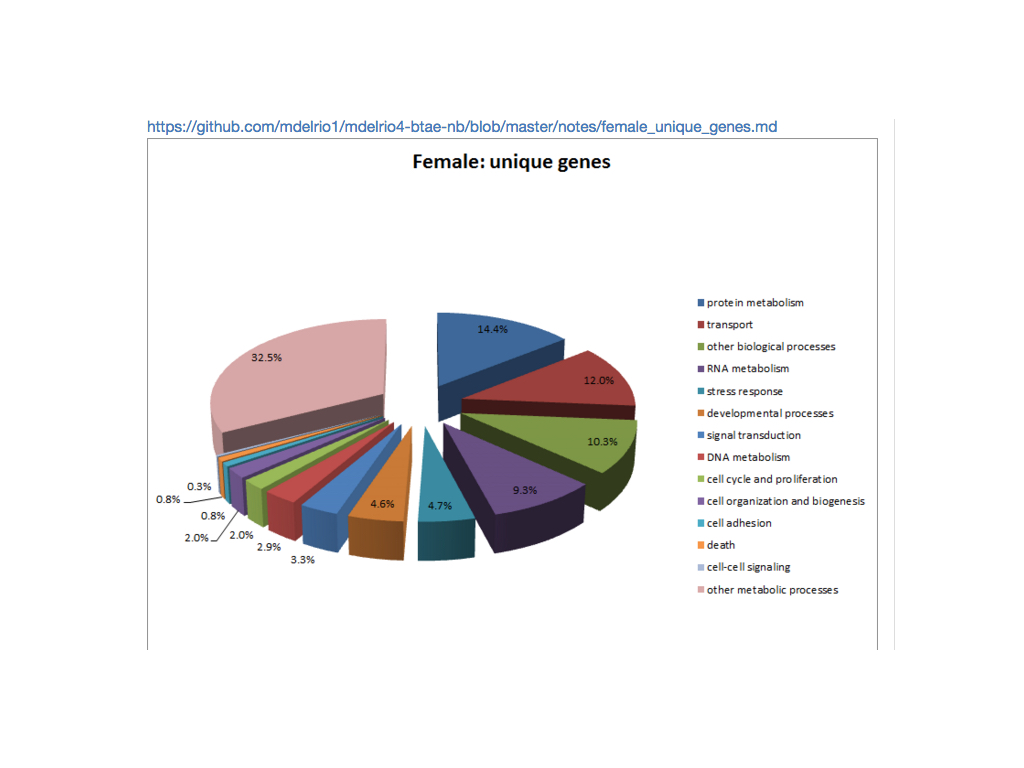 https://github.com/mdelrio1/mdelrio4-btae-nb/blob/master/notes/female_unique_genes.md
Female: unique genes
14.4%
12.0%
10.3%
9.3%
4.7%
4.6%
3.3%
2.9%
2.0%
2.0%
0.8%
0.8%
0.3%
32.5%
protein metabolism
transport
other biological processes
RNA metabolism
stress response
developmental processes
signal transduction
DNA metabolism
cell cycle and proliferation
cell organization and biogenesis
cell adhesion
death
cell-cell signaling
other metabolic processes